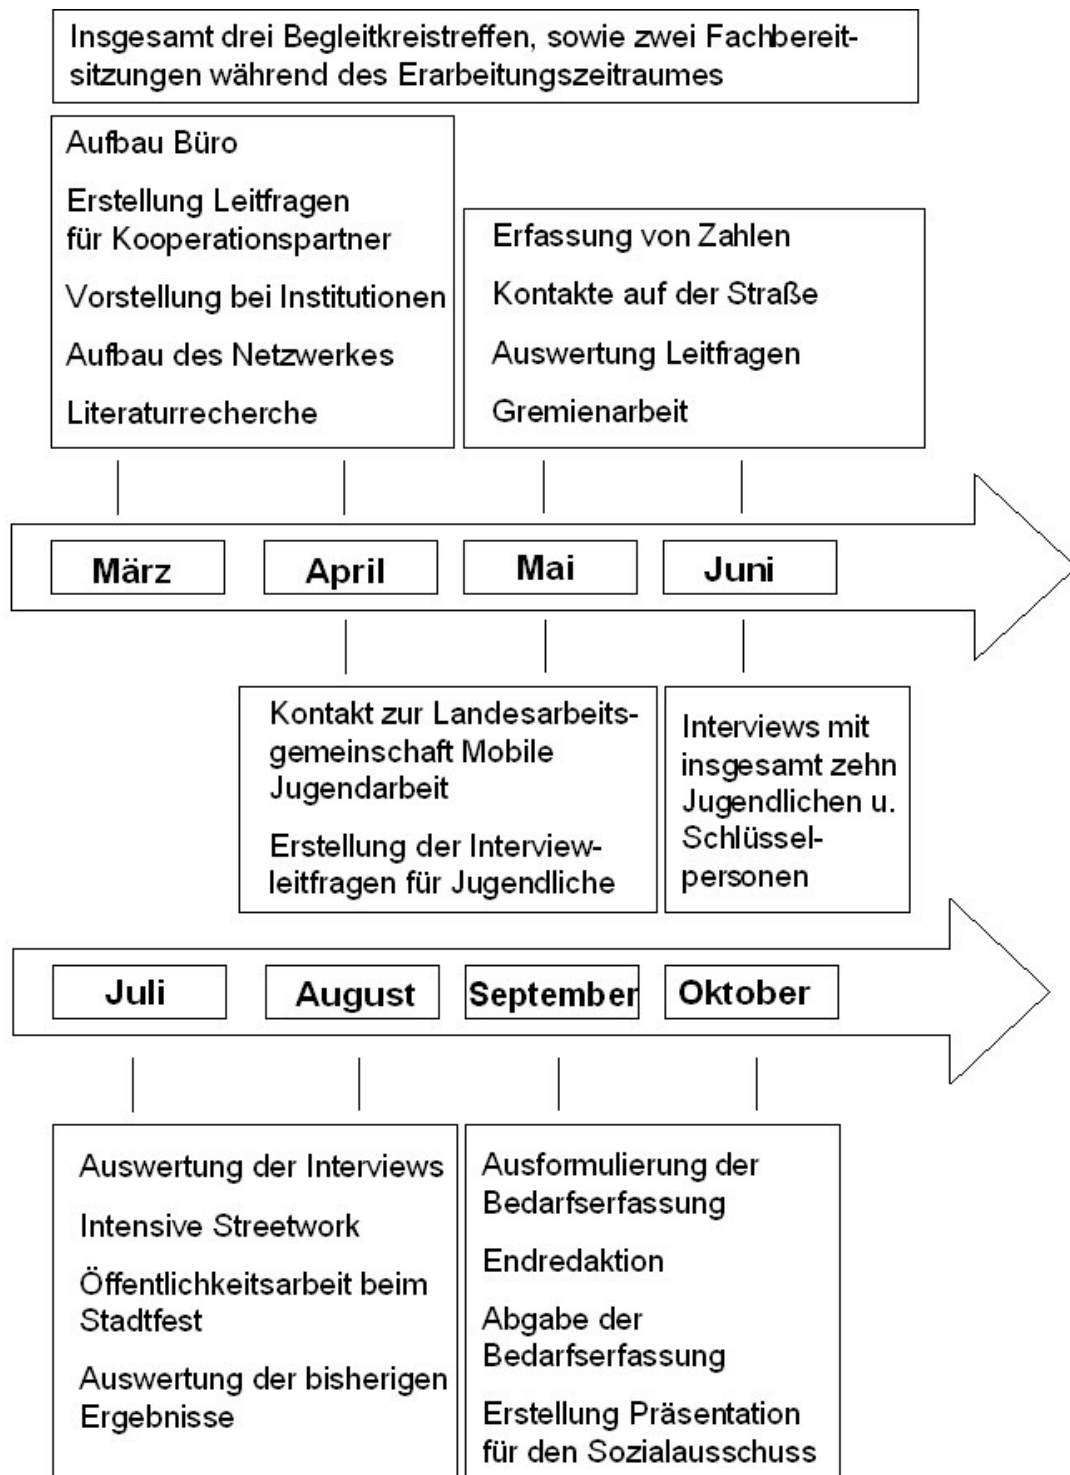 Insgesamt drei Begleitkreistreffen, sowie zwei Fachbereit-
sitzungen während des Erarbeitungszeitraumes
Aufbau Büro
Erstellung Leitfragen
für Kooperationspartner
Vorstellung bei Institutionen
Aufbau des Netzwerkes
Literaturrecherche
Erfassung von Zahlen
Kontakte auf der Straße
Auswertung Leitfragen
Gremienarbeit
März
April
Mai
Juni
Kontakt zur Landesarbeits-
gemeinschaft Mobile
Jugendarbeit
Erstellung der Interview-
leitfragen für Jugendliche
Interviews mit
insgesamt zehn
Jugendlichen u.
Schlüssel-
personen
Juli
August
September
Oktober
Auswertung der Interviews
Intensive Streetwork
Öffentlichkeitsarbeit beim
Stadtfest
Auswertung der bisherigen
Ergebnisse
Ausformulierung der
Bedarfserfassung
Endredaktion
Abgabe der
Bedarfserfassung
Erstellung Präsentation
für den Sozialausschuss